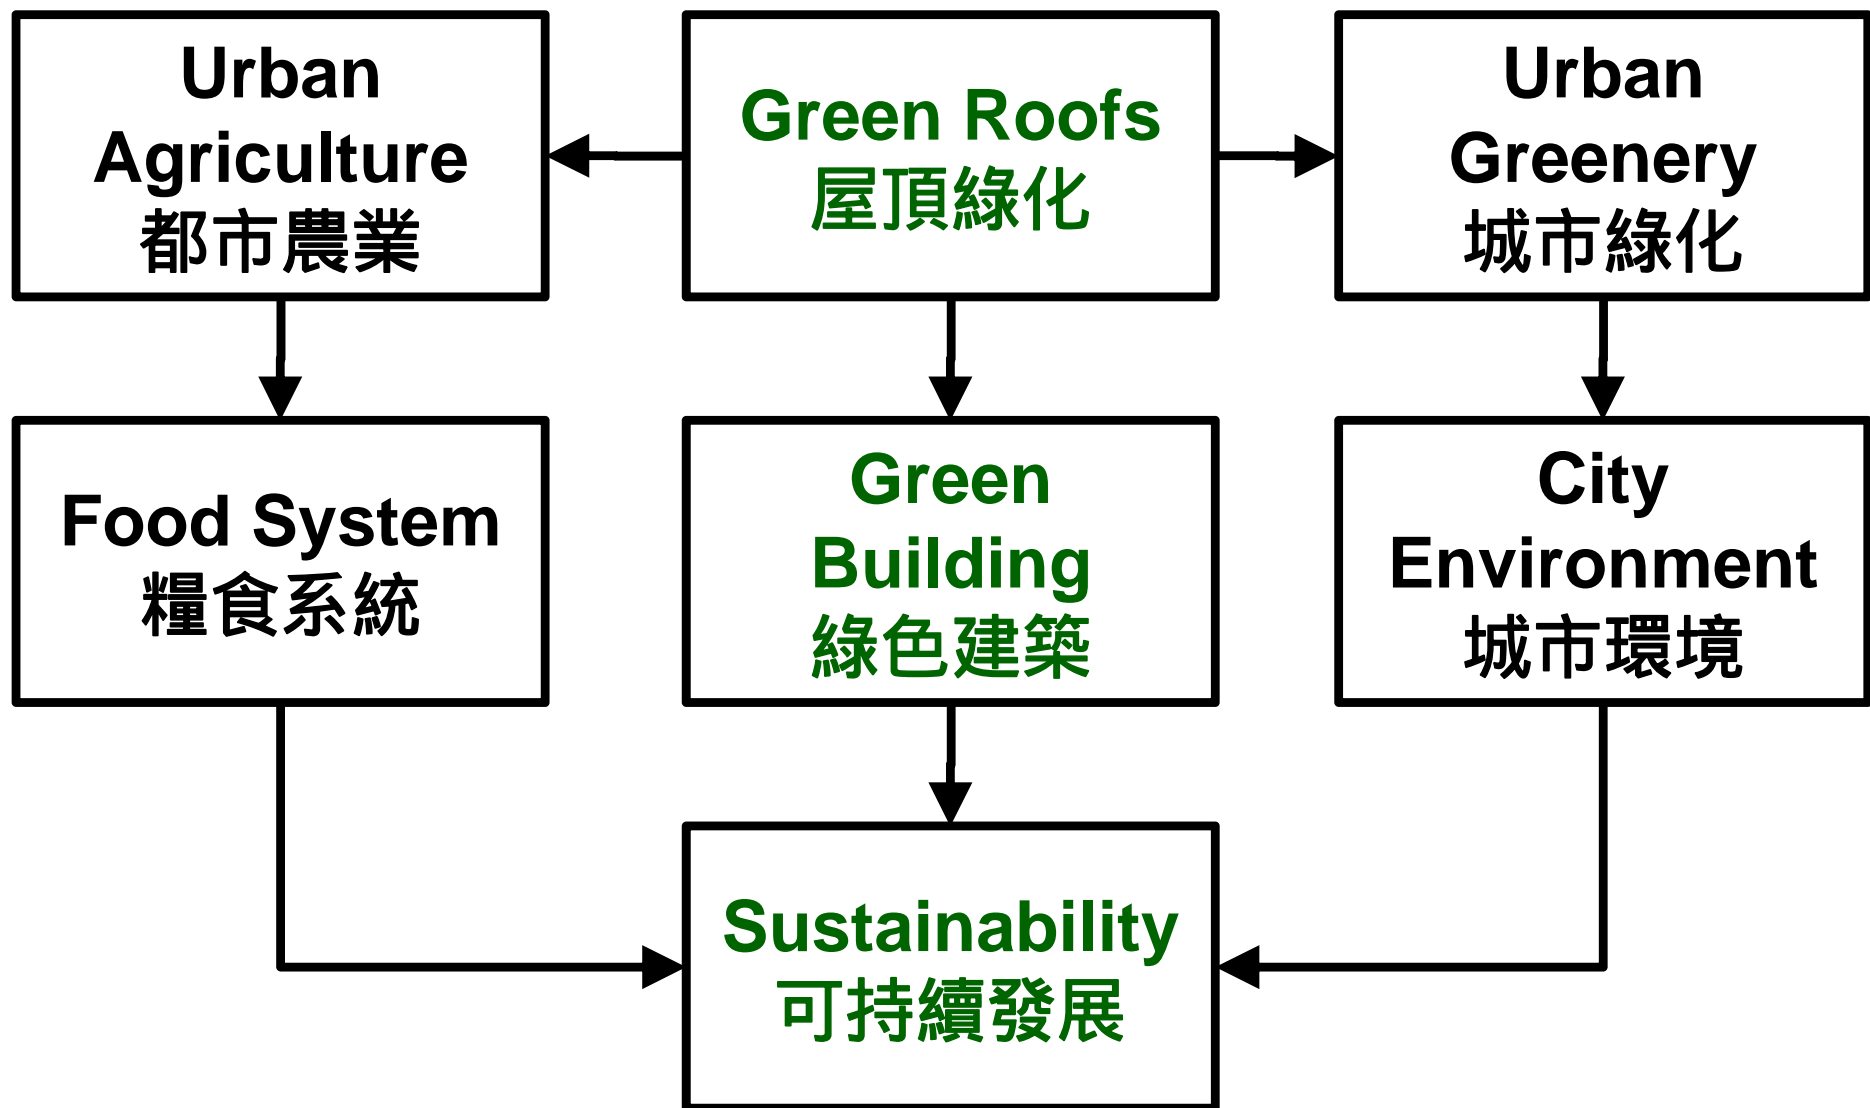 Urban
Agriculture
都市農業
Green Roofs
屋頂綠化
Urban
Greenery
城市綠化
Food System
糧食系統
Green
Building
綠色建築
City
Environment
城市環境
Sustainability
可持續發展